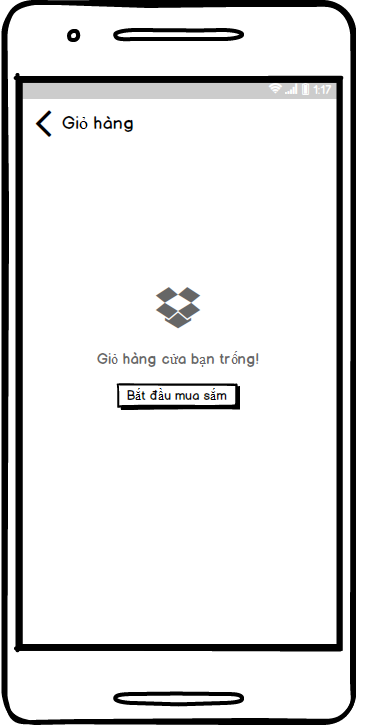 1:17
Giỏ hàng
Giỏ hàng cửa bạn trống!
Bắt đầu mua sắm